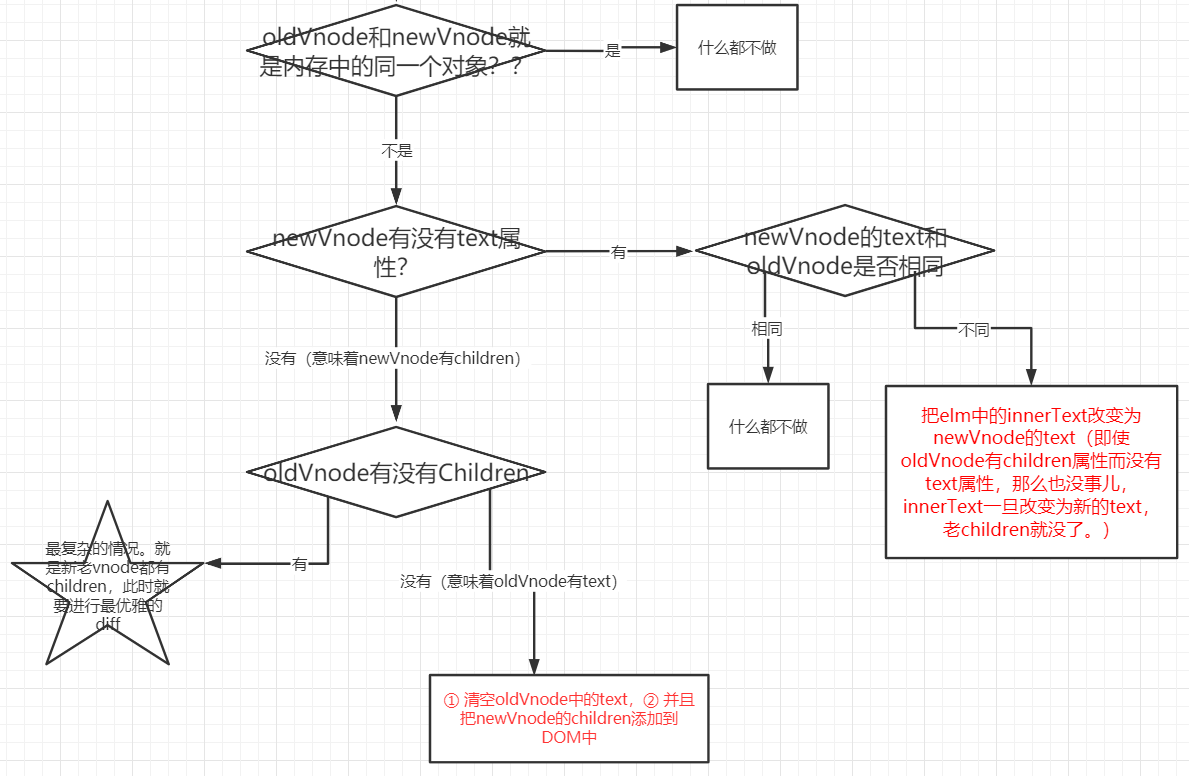 oldVnode和newVnode就
是内存中的同一个对象？？
是
什么都不做
不是
newVnode有没有text属
性？
有
newVnode的text和
oldVnode是否相同
相同
不同
什么都不做
把elm中的innerText改变为
newVnode的text（即使
oldVnode有children属性而没有
text属性，那么也没事儿，
innerText一旦改变为新的text，
老children就没了。）
没有（意味着newVnode有children）
oldVnode有没有Children
有
最复杂的情况。就
是新老vnode都有
children，此时就
要进行最优雅的
diff
没有（意味着oldVnode有text）
① 清空oldVnode中的text，② 并且
把newVnode的children添加到
DOM中